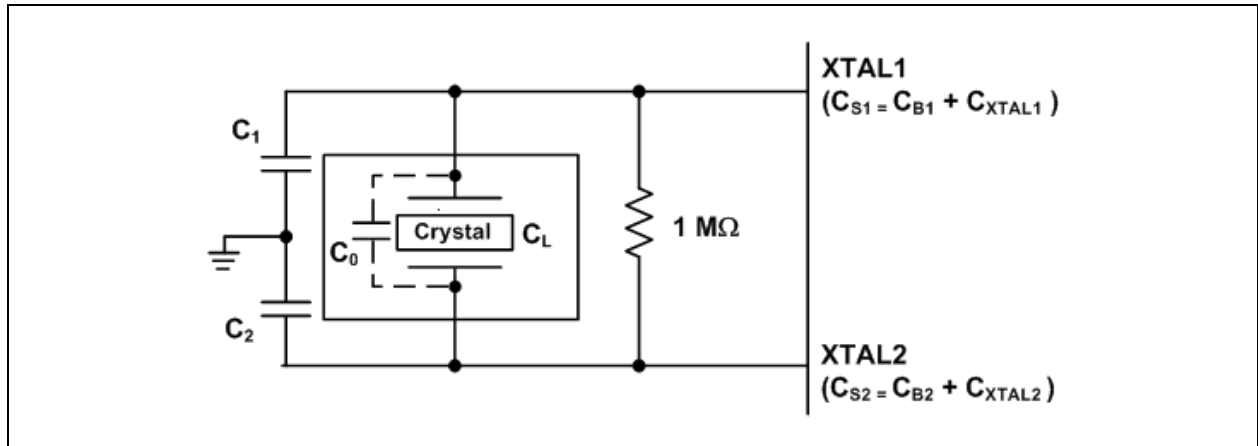 XTAL1
(CS1 = CB1 + CXTAL1 )
C1
Crystal
CL
C0
1 MΩ
C2
XTAL2
(CS2 = CB2 + CXTAL2 )